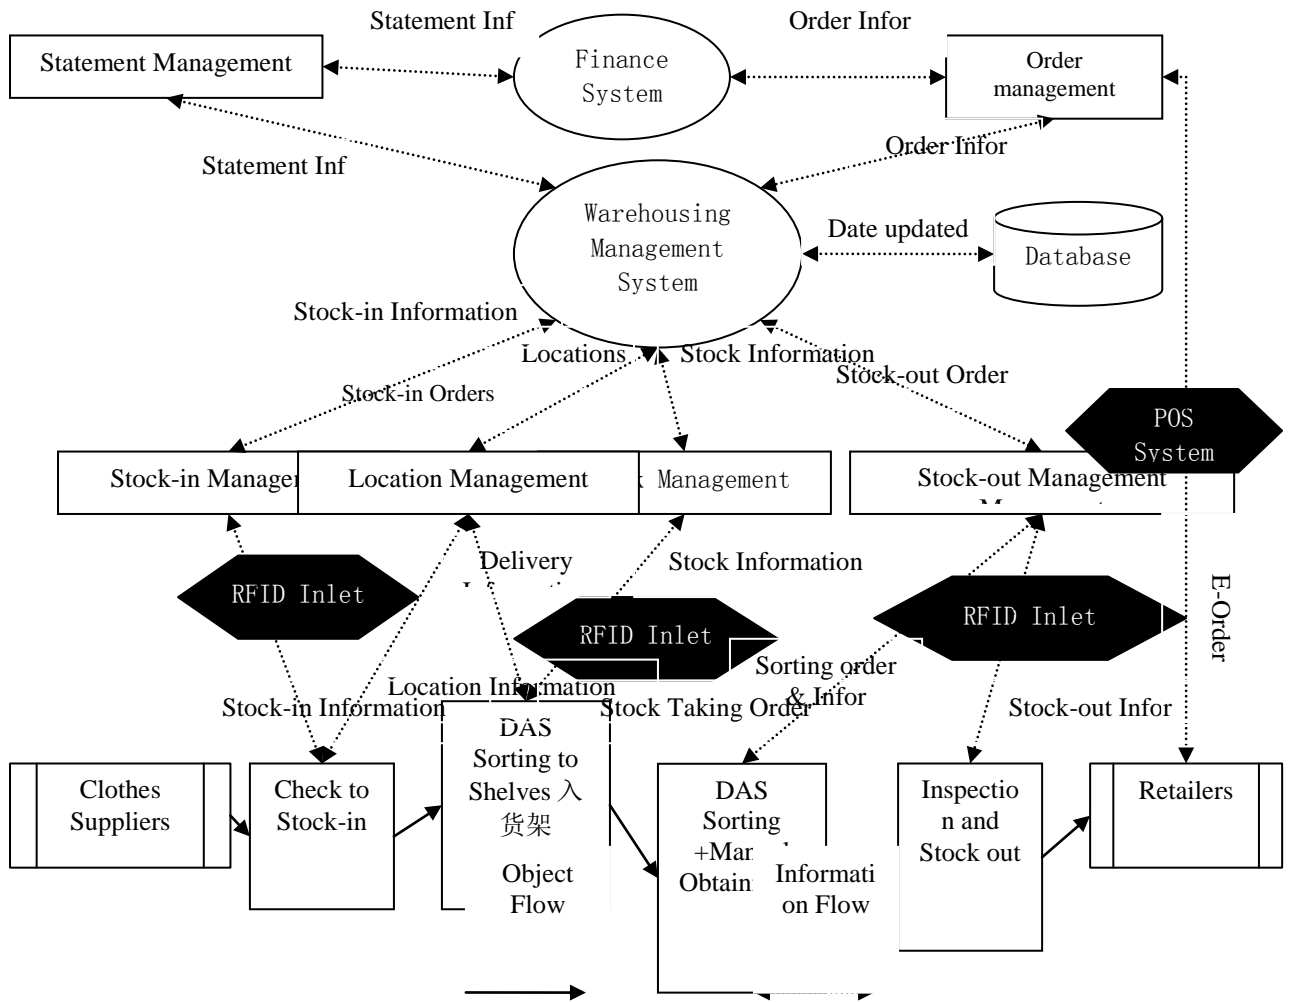 Statement Inf
Order Infor
Statement Management
Finance
System
Order
management
Order Infor
Statement Inf
Warehousing
Management
System
Date updated
Database
Stock-in Information
Locations
Stock Information
Stock-out Order
Stock-in Orders
POS
System
Stock-in
Location Management
Management
Stock-out Management
Delivery
Stock Information
RFID Inlet
RFID Inlet
RFID Inlet
E-Order
Sorting order
& Infor
Location Information
Stock-in Information
Stock Taking Order
Stock-out Infor
DAS
Sorting to
Shelves 入
货架
Clothes
Suppliers
Check to
Stock-in
DAS
Sorting
Inspectio
n and
Stock out
Retailers
Object
Flow
Informati
on Flow